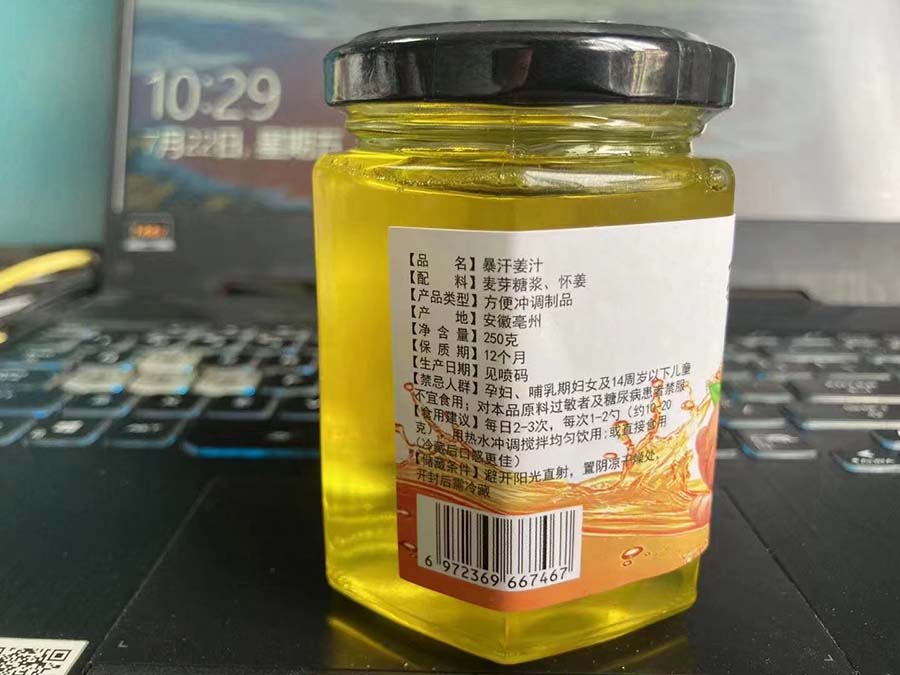 10:29
7月22日, 星期五
【品 名】暴汗姜汁
【配 料】麦芽糖浆、怀姜
【产品类型】方便冲调制品
【产 地】安徽亳州
【净 含 量】250克
【保 质 期】12个月
【生产日期】见喷码
【禁忌人群】孕妇、哺乳期妇女及14周岁以下儿童
不宜食用；对本品原料过敏者及糖尿病患者禁服
【食用建议】每日2-3次，每次1-2勺（约10-20
克），用热水冲调搅拌均匀饮用；或直接食用
（冷藏后口感更佳）
【储藏条件】避开阳光直射，置阴凉干燥处，
开封后需冷藏
6 972369 667467